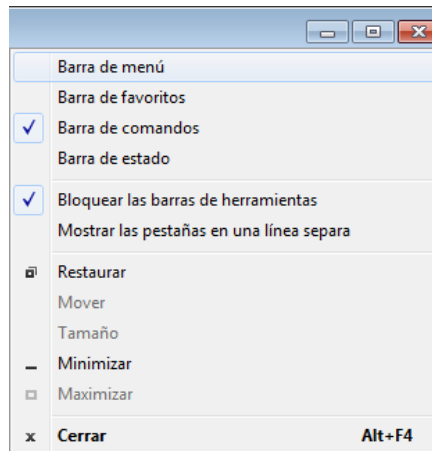 Barra de menú
Barra de favoritos
Barra de comandos
Barra de estado
Bloquear las barras de herramientas
Mostrar las pestañas en una línea separa
Restaurar
Mover
Tamaño
Minimizar
Maximizar
Cerrar Alt+F4